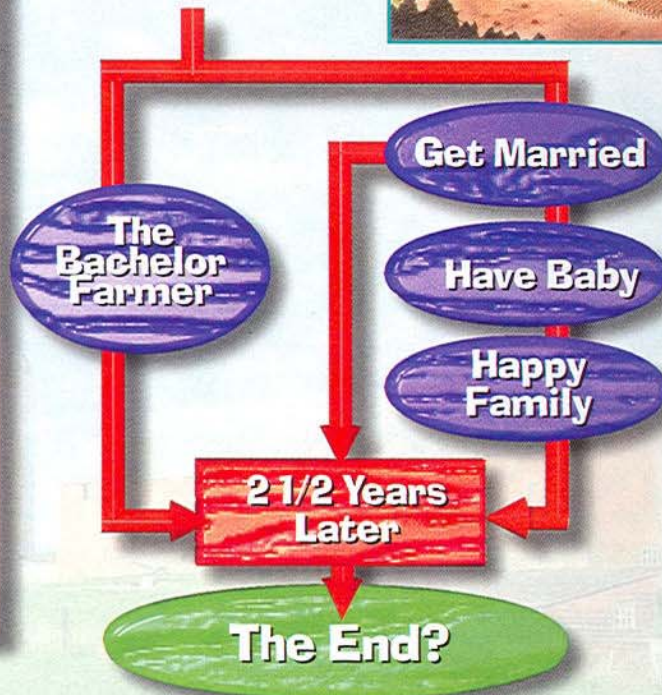 Get Married
The
Bachelor
Farmer
Have Baby
Happy
Family
2 1/2 Years
Later
The End?